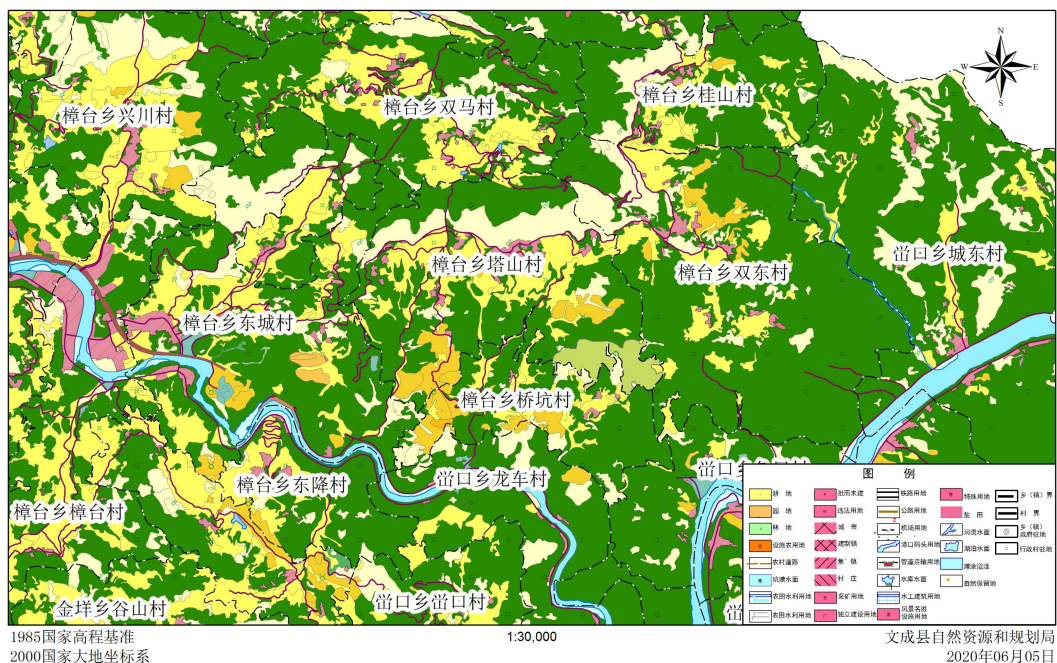 N
W
E
S
樟台乡兴川村
樟台乡双马村
樟台乡桂山村
樟台乡塔山村
樟台乡双东村
峃口乡城东村
樟台乡东城村
樟台乡桥坑村
樟台乡东降村
峃口乡龙车村
樟台乡樟台村
金垟乡谷山村
峃口乡峃口村
图 例
耕 地
园 地
林 地
设施农用地
农村道路
坑塘水面
农田水利用地
农田水利用地
批而未建
违法用地
城 市
建制镇
集 镇
村 庄
采矿用地
独立建设用地
铁路用地
公路用地
机场用地
港口码头用地
管道运输用地
水库水面
水工建筑用地
风景名胜
设施用地
特殊用地
盐 田
河流水面
湖泊水面
滩涂沼泽
自然保留地
乡(镇)界
村 界
乡(镇)
政府驻地
行政村驻地
1985国家高程基准
2000国家大地坐标系
1:30,000
文成县自然资源和规划局
2020年06月05日